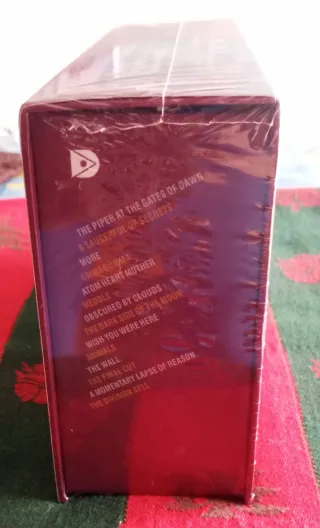 THE PIPER AT THE GATES OF DAWN
A SAUCERFUL OF SECRETS
MORE
UMMAGUMMA
ATOM HEART MOTHER
MEDDLE
OBSCURED BY CLOUDS
THE DARK SIDE OF THE MOON
WISH YOU WERE HERE
ANIMALS
THE WALL
THE FINAL CUT
A MOMENTARY LAPSE OF REASON
THE DIVISION BELL